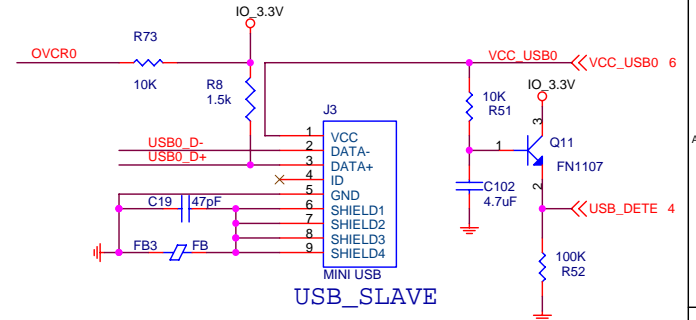 IO_3.3V
R73
OVCR0
10K
R8
1.5k
VCC_USB0
VCC_USB0 6
IO_3.3V
10K
R51
J3
3
Q11
1
FN1107
2
A
1 VCC
USB0_D- 2 DATA-
USB0_D+ 3 DATA+
4 ID
5 GND
C19 47pF 6 SHIELD1
7 SHIELD2
8 SHIELD3
FB3 FB 9 SHIELD4
C102
4.7uF
USB_DETE 4
100K
R52
MINI USB
USB_SLAVE